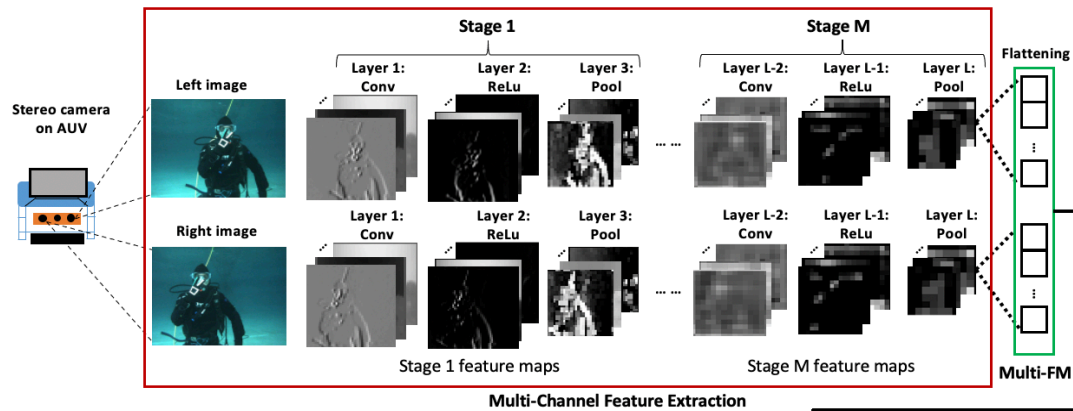 Stage 1
Stage M
Flattening
Stereo camera
on AUV
Left image
Layer 1:
Conv
Layer 2:
ReLu
Layer 3:
Pool
Layer L-2:
Conv
Layer L-1:
ReLu
Layer L:
Pool
... ...
Right image
Layer 1:
Conv
Layer 2:
ReLu
Layer 3:
Pool
Layer L-2:
Conv
Layer L-1:
ReLu
Layer L:
Pool
... ...
Stage 1 feature maps
Stage M feature maps
Multi-FM
Multi-Channel Feature Extraction